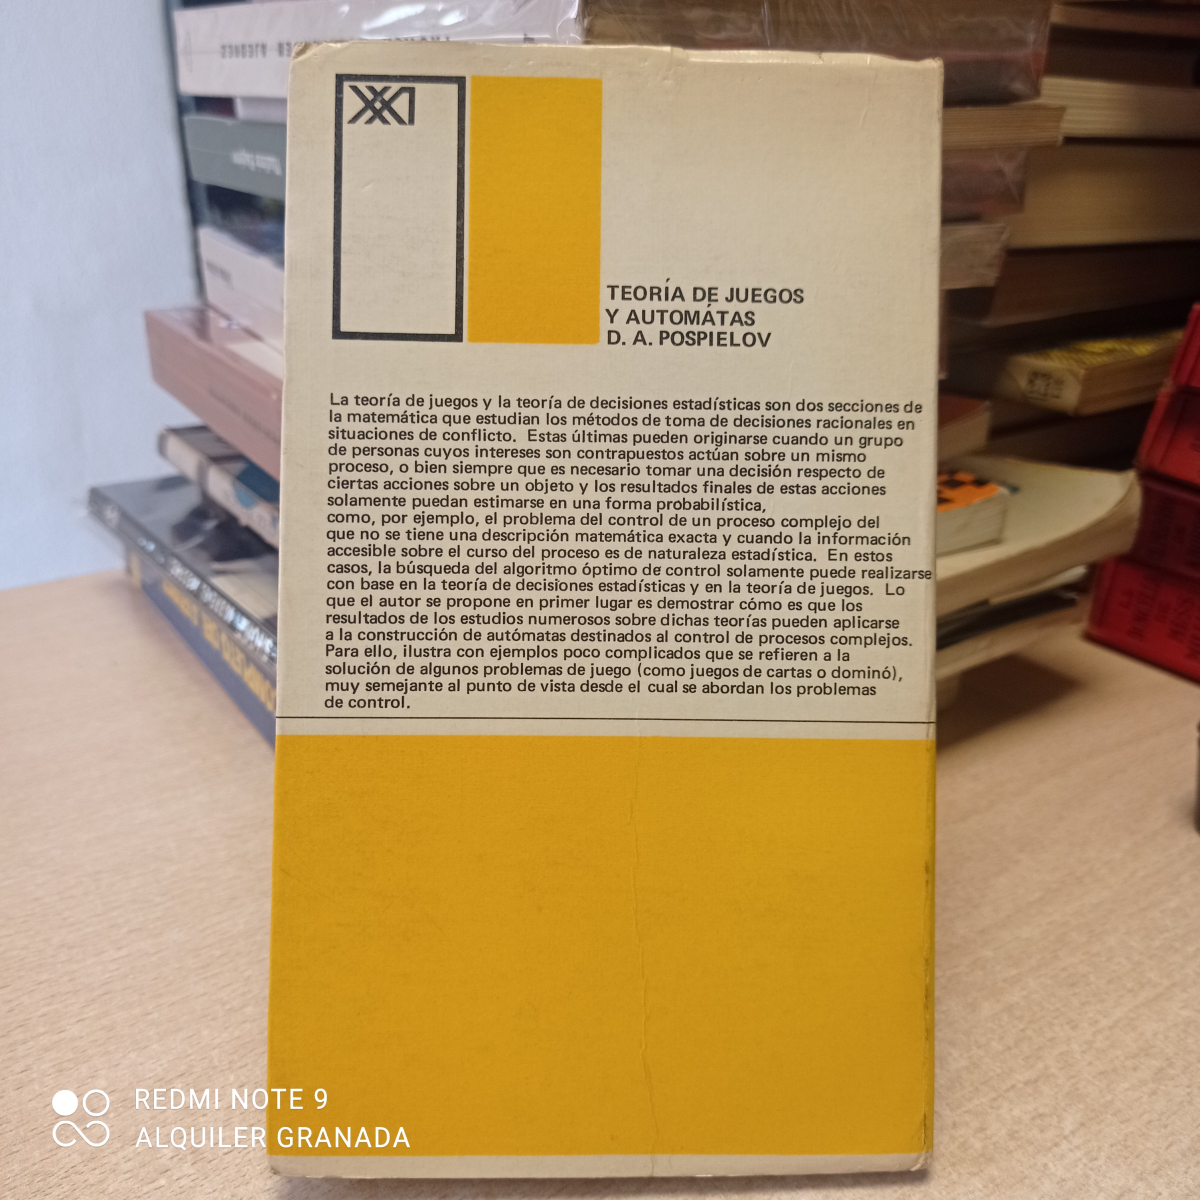 XXI
TEORÍA DE JUEGOS
Y AUTOMÁTAS
D. A. POSPIELOV
La teoría de juegos y la teoría de decisiones estadísticas son dos secciones de
la matemática que estudian los métodos de toma de decisiones racionales en
situaciones de conflicto. Estas últimas pueden originarse cuando un grupo
de personas cuyos intereses son contrapuestos actúan sobre un mismo
proceso, o bien siempre que es necesario tomar una decisión respecto de
ciertas acciones sobre un objeto y los resultados finales de estas acciones
solamente puedan estimarse en una forma probabilística,
como, por ejemplo, el problema del control de un proceso complejo del
que no se tiene una descripción matemática exacta y cuando la información
accesible sobre el curso del proceso es de naturaleza estadística. En estos
casos, la búsqueda del algoritmo óptimo de control solamente puede realizarse
con base en la teoría de decisiones estadísticas y en la teoría de juegos. Lo
que el autor se propone en primer lugar es demostrar cómo es que los
resultados de los estudios numerosos sobre dichas teorías pueden aplicarse
a la construcción de autómatas destinados al control de procesos complejos.
Para ello, ilustra con ejemplos poco complicados que se refieren a la
solución de algunos problemas de juego (como juegos de cartas o dominó),
muy semejante al punto de vista desde el cual se abordan los problemas
de control.
REDMI NOTE 9
ALQUILER GRANADA